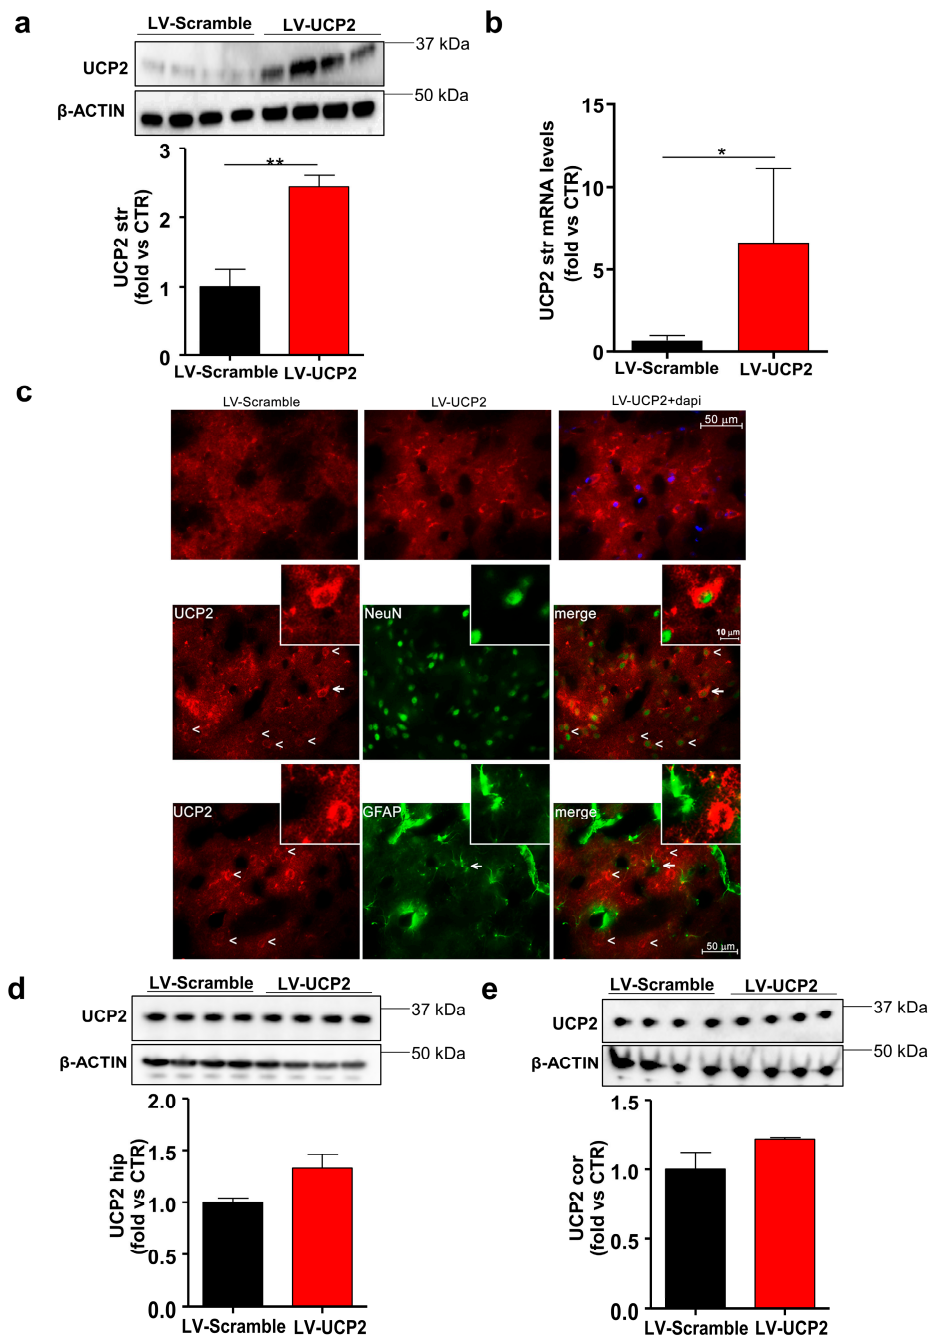 a
LV-Scramble LV-UCP2
UCP2
37 kDa
β-ACTIN
50 kDa
UCP2 str
(fold vs CTR)
3
2
1
0
**
LV-Scramble LV-UCP2
b
UCP2 str mRNA levels
(fold vs CTR)
15
10
5
0
*
LV-Scramble LV-UCP2
c
LV-Scramble LV-UCP2 LV-UCP2+dapi
50 µm
UCP2 NeuN merge
10 µm
<
<
<
<
<
<
<
<
<
<
UCP2 GFAP merge
<
<
<
<
<
<
<
<
50 µm
d
LV-Scramble LV-UCP2
UCP2
37 kDa
β-ACTIN
50 kDa
UCP2 hip
(fold vs CTR)
2.0
1.5
1.0
0.5
0.0
LV-Scramble LV-UCP2
e
LV-Scramble LV-UCP2
UCP2
37 kDa
β-ACTIN
50 kDa
UCP2 cor
(fold vs CTR)
1.5
1.0
0.5
0.0
LV-Scramble LV-UCP2